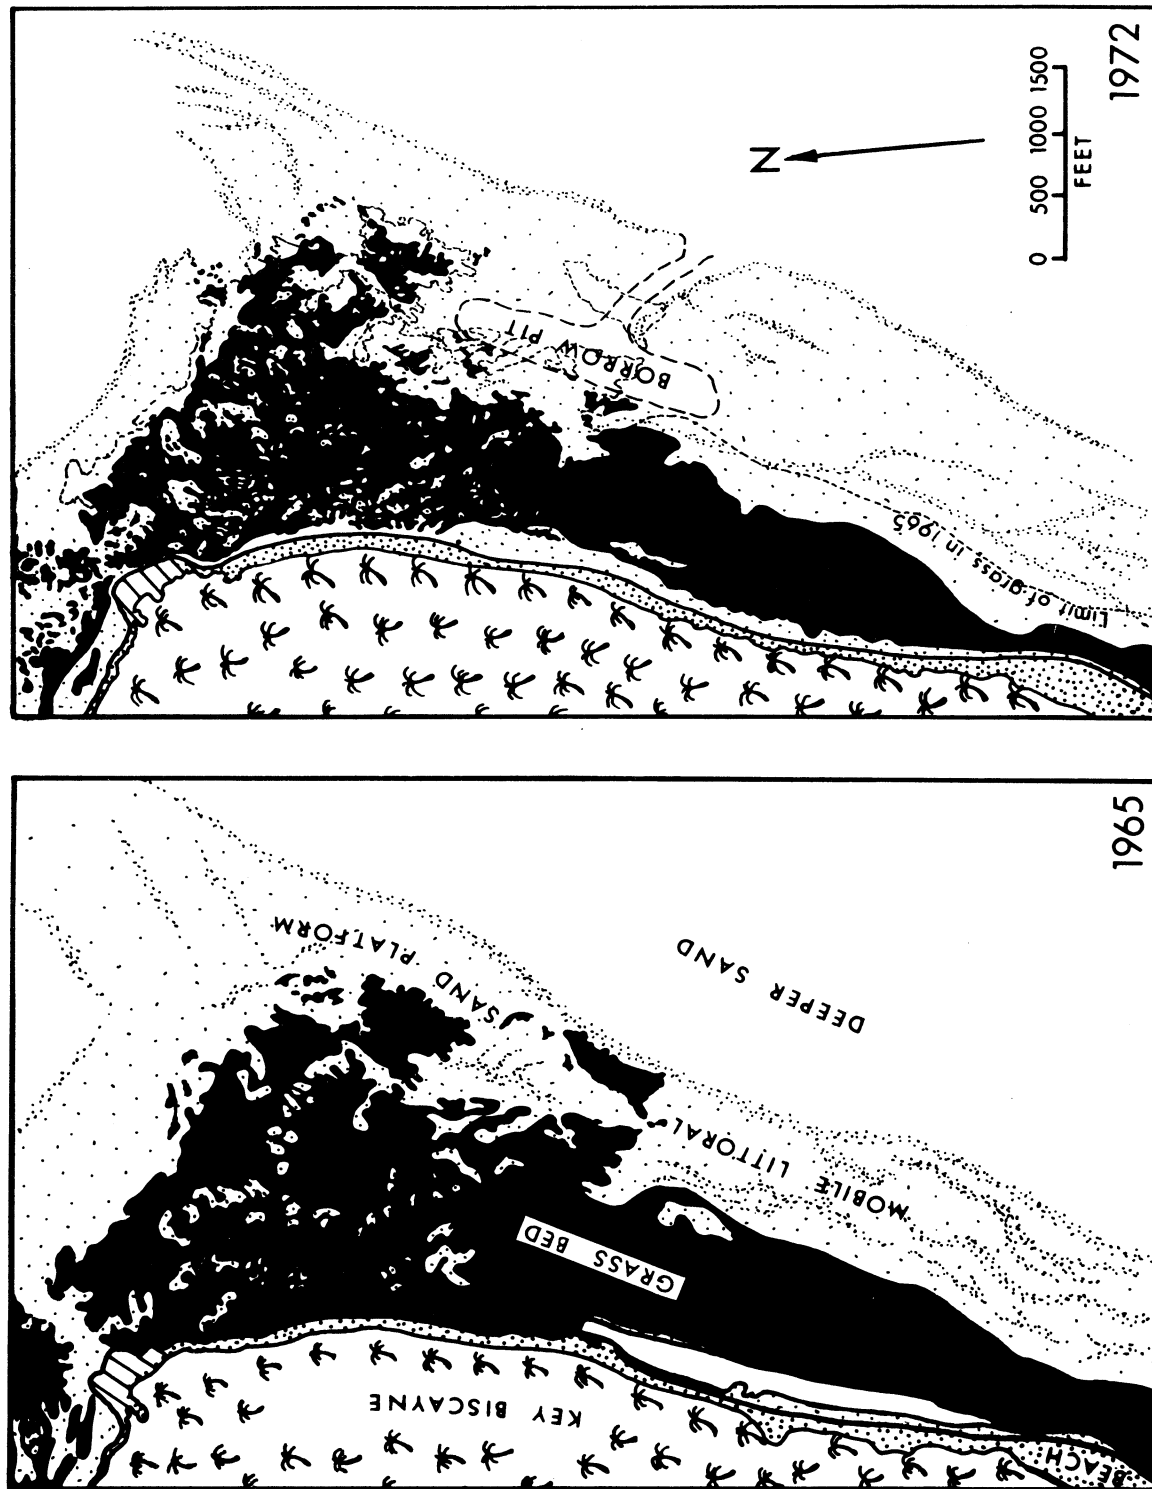 1972
0 500 1000 1500
FEET
N
BORROW PIT
Limit of grass, in 1965
1965
SAND PLATFORM
DEEPER SAND
MOBILE LITTORAL
GRASS BED
KEY BISCAYNE
BEACH